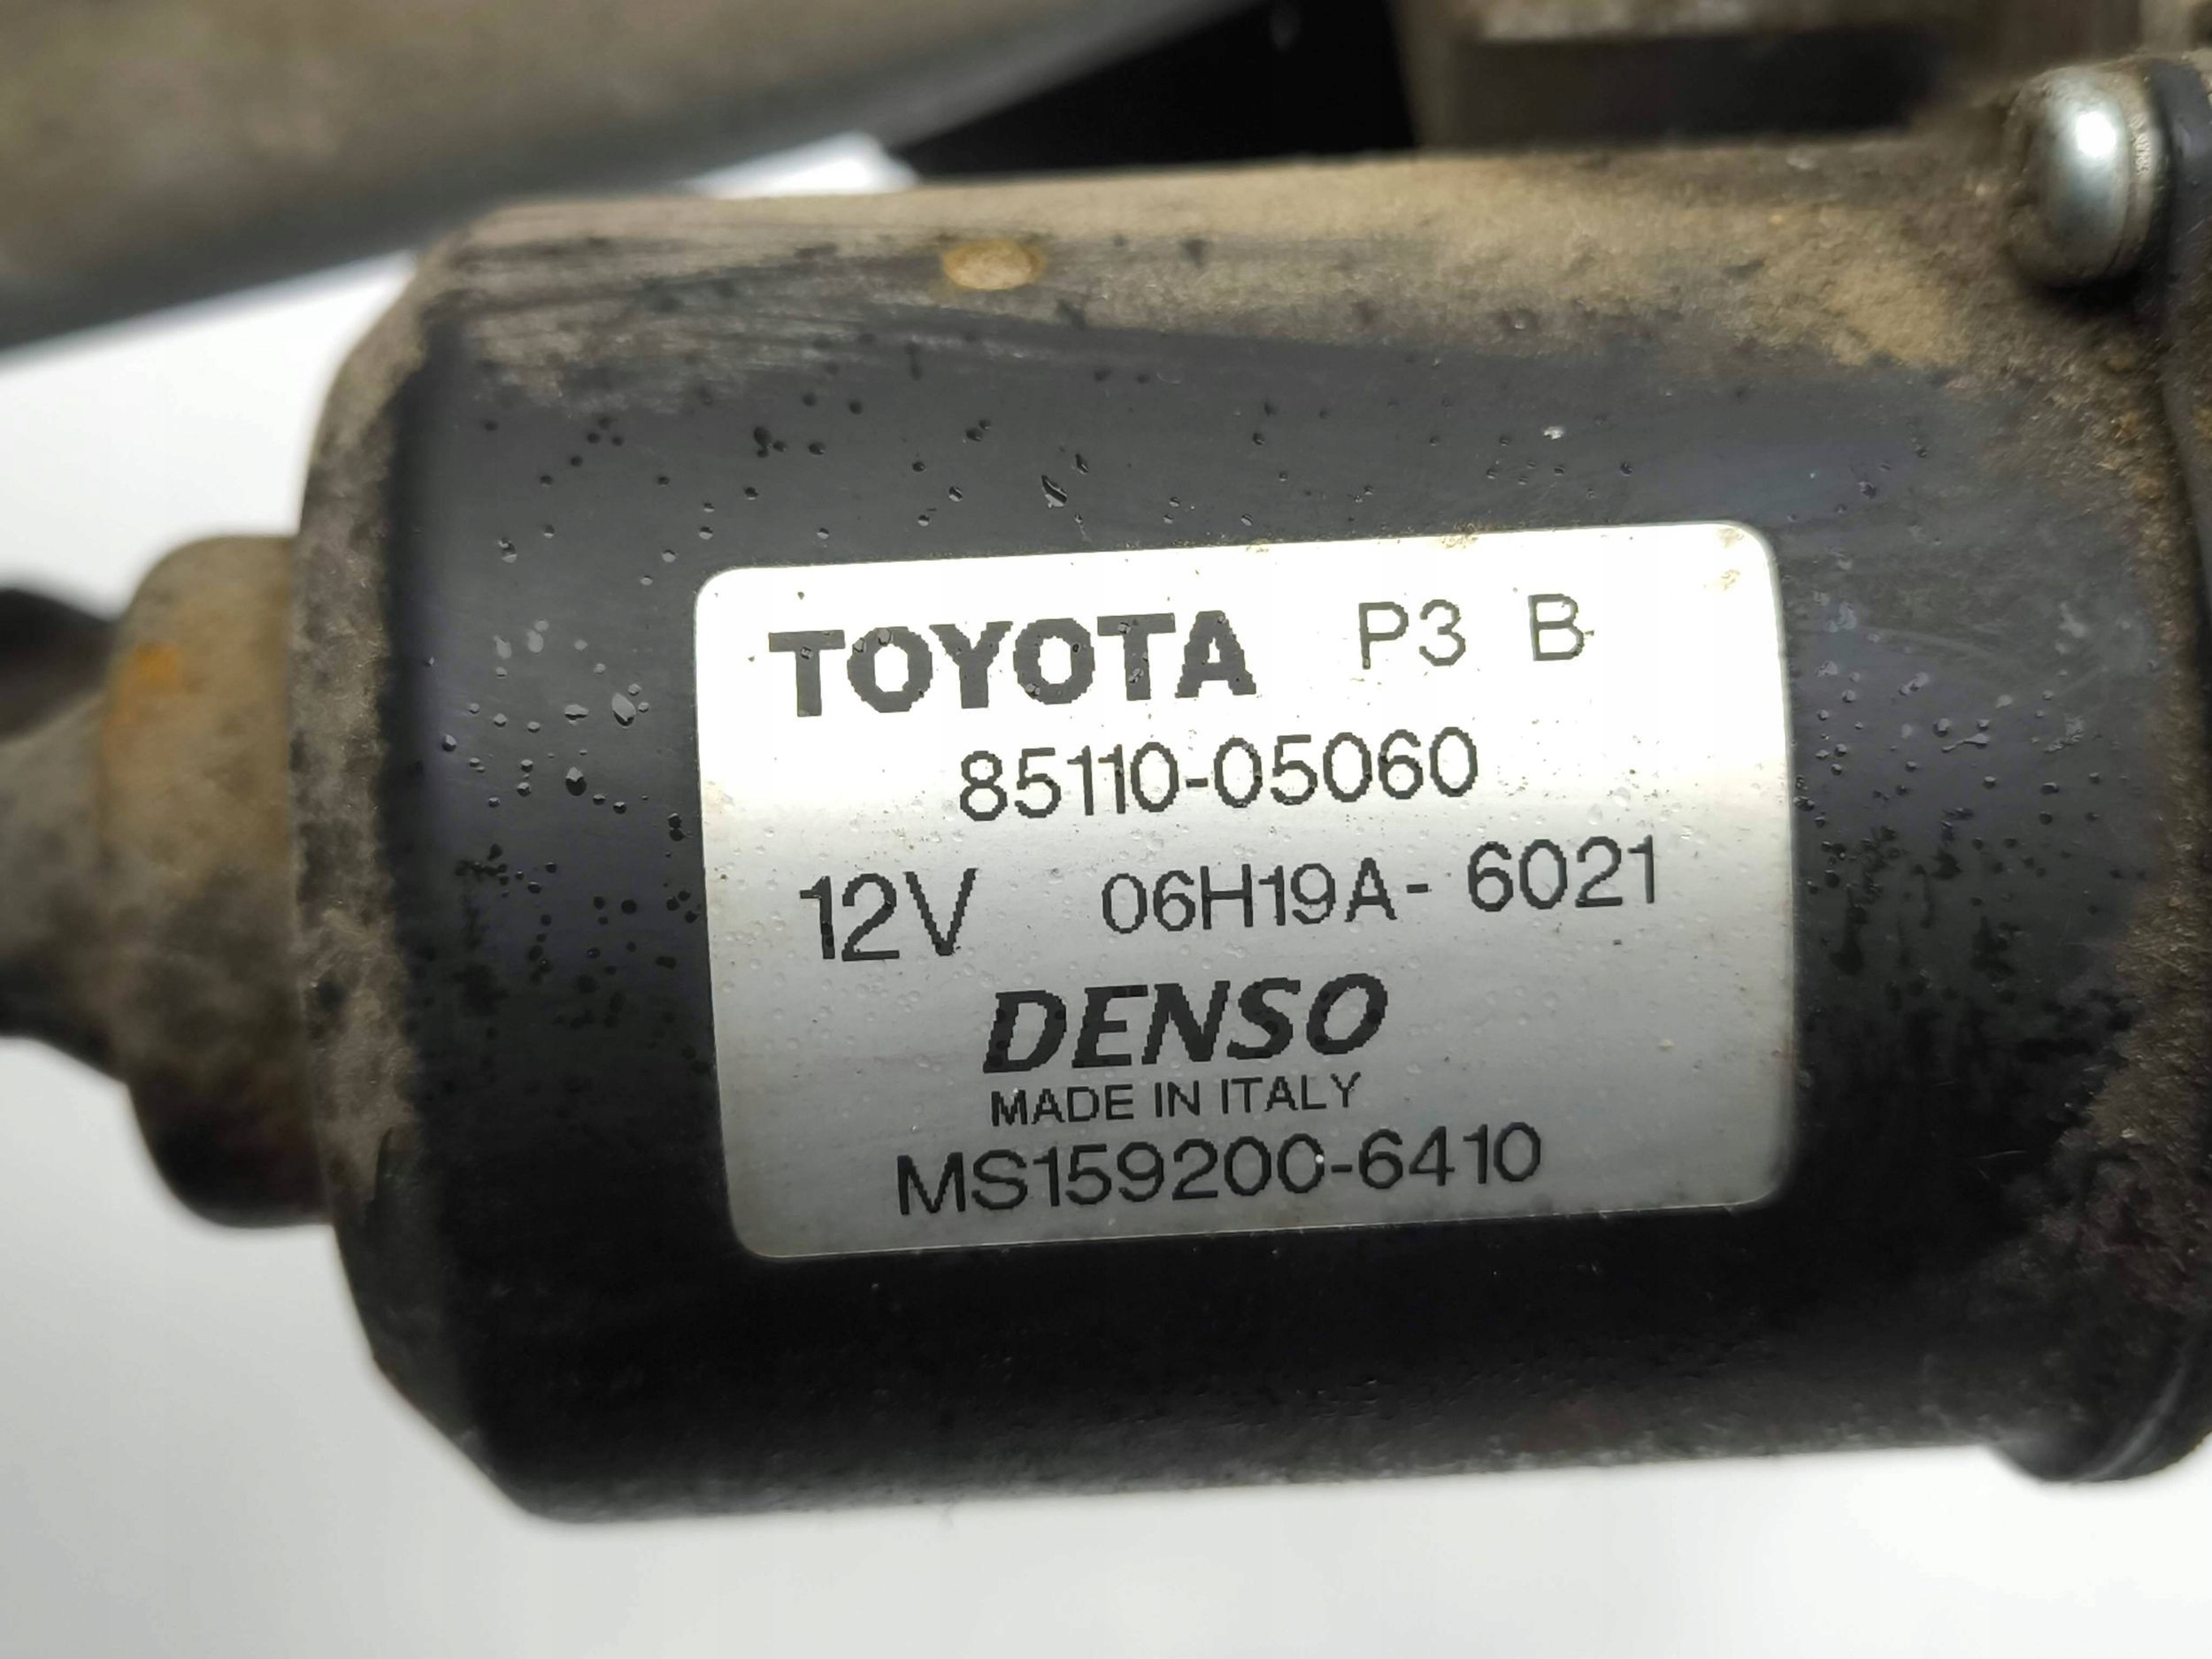 TOYOTA P3 B
85110-05060
12V 06H19A- 6021
DENSO
MADE IN ITALY
MS159200-6410